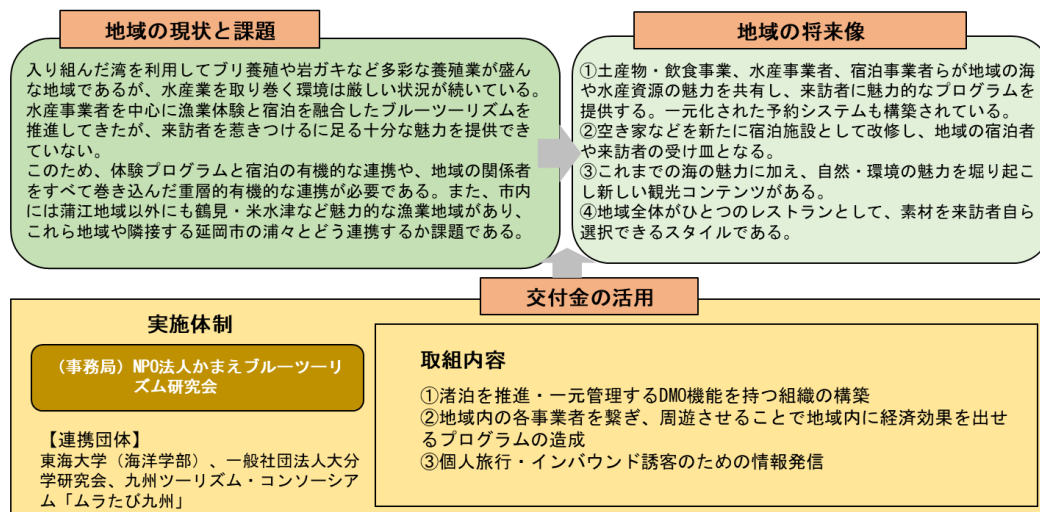 地域の現状と課題
入り組んだ湾を利用してブリ養殖や岩ガキなど多彩な養殖業が盛ん
な地域であるが、水産業を取り巻く環境は厳しい状況が続いている。
水産事業者を中心に漁業体験と宿泊を融合したブルーツーリズムを
推進してきたが、来訪者を惹きつけるに足る十分な魅力を提供でき
ていない。
このため、体験プログラムと宿泊の有機的な連携や、地域の関係者
をすべて巻き込んだ重層的有機的な連携が必要である。また、市内
には蒲江地域以外にも鶴見・米水津など魅力的な漁業地域があり、
これら地域や隣接する延岡市の浦々とどう連携するか課題である。
地域の将来像
①土産物・飲食事業、水産事業者、宿泊事業者らが地域の海
や水産資源の魅力を共有し、来訪者に魅力的なプログラムを
提供する。一元化された予約システムも構築されている。
②空き家などを新たに宿泊施設として改修し、地域の宿泊者
や来訪者の受け皿となる。
③これまでの海の魅力に加え、自然・環境の魅力を堀り起こ
し新しい観光コンテンツがある。
④地域全体がひとつのレストランとして、素材を来訪者自ら
選択できるスタイルである。
交付金の活用
実施体制
（事務局）NPO法人かまえブルーツーリ
ズム研究会
【連携団体】
東海大学（海洋学部）、一般社団法人大分
学研究会、九州ツーリズム・コンソーシア
ム「ムラたび九州」
取組内容
①渚泊を推進・一元管理するDMO機能を持つ組織の構築
②地域内の各事業者を繋ぎ、周遊させることで地域内に経済効果を出せ
るプログラムの造成
③個人旅行・インバウンド誘客のための情報発信